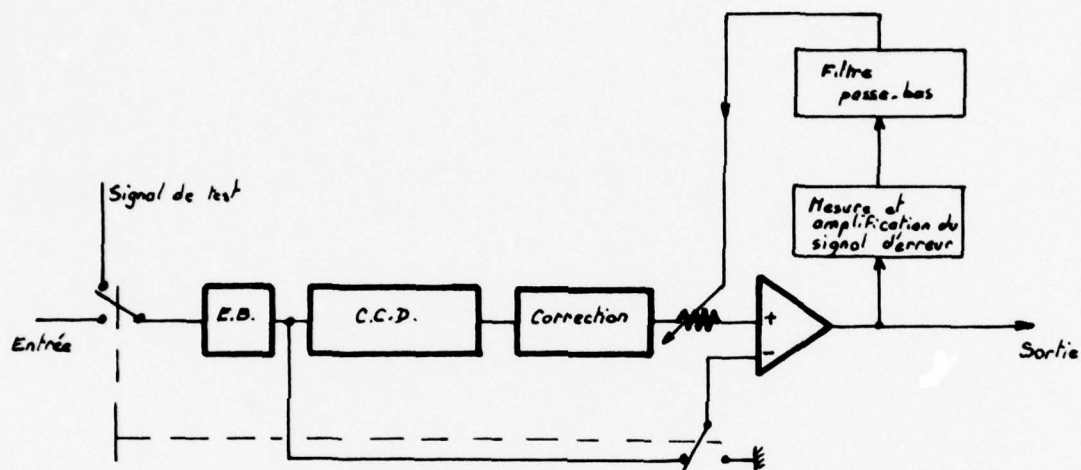 Filtre
passe-bas
Signal de test
Mesure et
amplification du
signal d'erreur
E.B.
C.C.D.
Correction
+
-
Entrée
Sortie